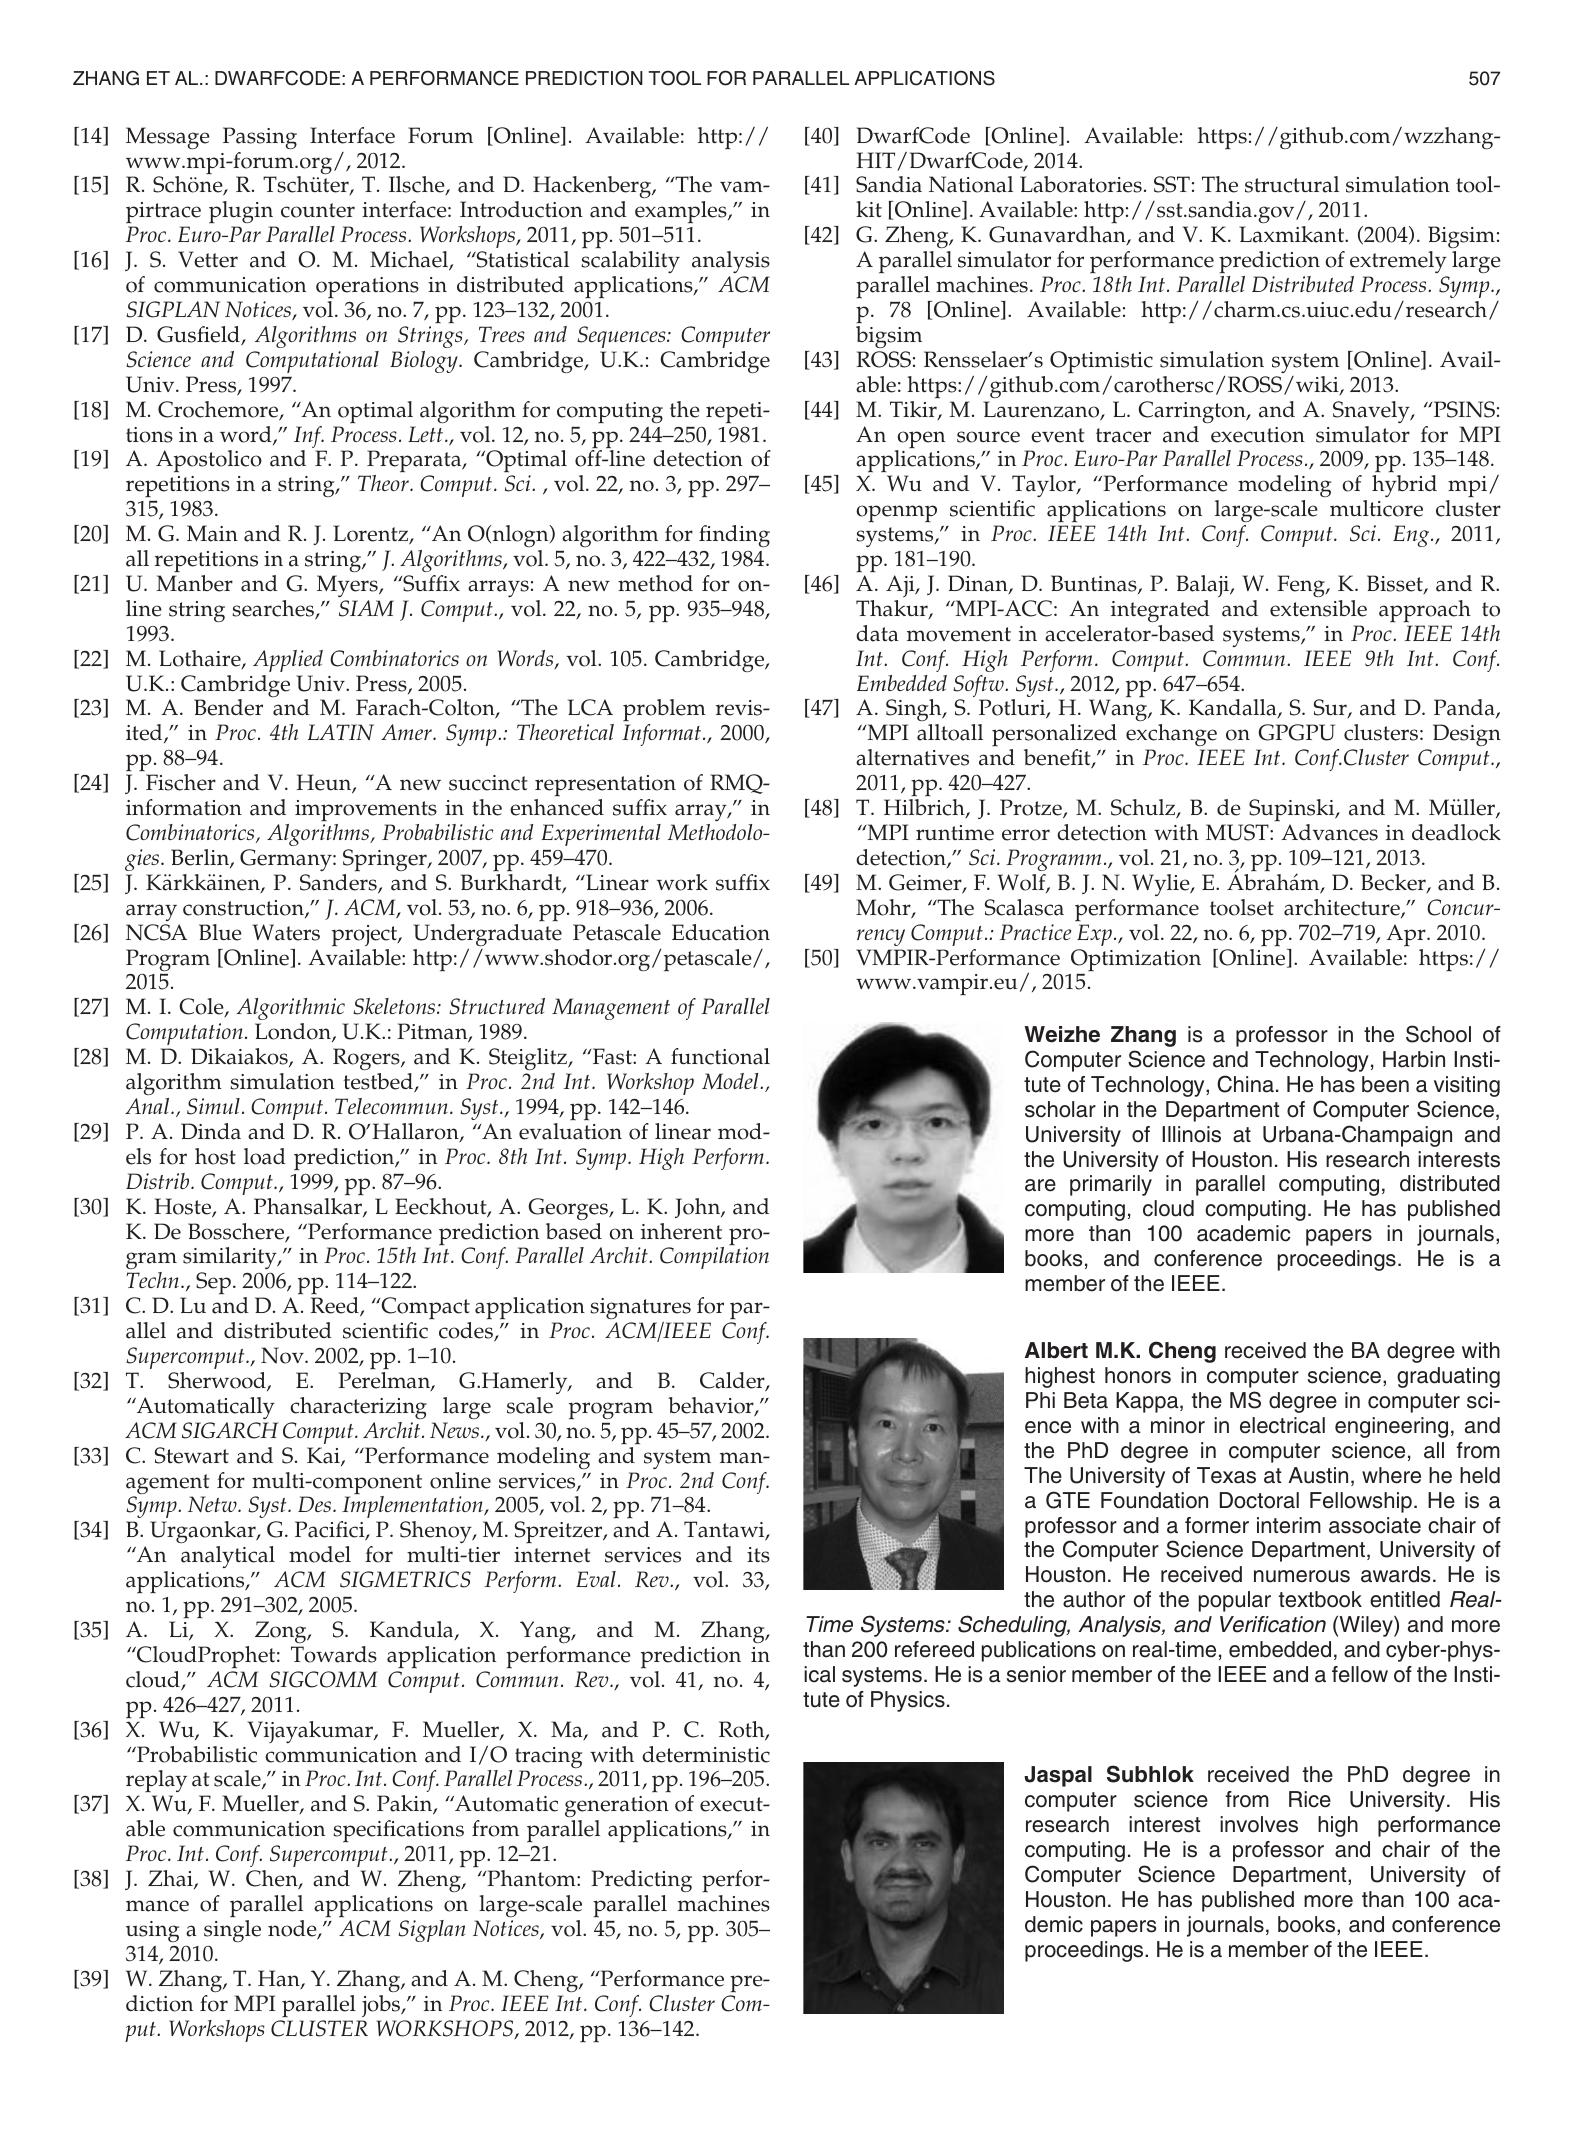 ZHANG ET AL.: DWARFCODE: A PERFORMANCE PREDICTION TOOL FOR PARALLEL APPLICATIONS 507
[14] Message Passing Interface Forum [Online]. Available: http://
www.mpi-forum.org/, 2012.
[15] R. Schöne, R. Tschüter, T. Ilsche, and D. Hackenberg, “The vam-
pirtrace plugin counter interface: Introduction and examples,” in
Proc. Euro-Par Parallel Process. Workshops, 2011, pp. 501–511.
[16] J. S. Vetter and O. M. Michael, “Statistical scalability analysis
of communication operations in distributed applications,” ACM
SIGPLAN Notices, vol. 36, no. 7, pp. 123–132, 2001.
[17] D. Gusfield, Algorithms on Strings, Trees and Sequences: Computer
Science and Computational Biology. Cambridge, U.K.: Cambridge
Univ. Press, 1997.
[18] M. Crochemore, “An optimal algorithm for computing the repeti-
tions in a word,” Inf. Process. Lett., vol. 12, no. 5, pp. 244–250, 1981.
[19] A. Apostolico and F. P. Preparata, “Optimal off-line detection of
repetitions in a string,” Theor. Comput. Sci. , vol. 22, no. 3, pp. 297–
315, 1983.
[20] M. G. Main and R. J. Lorentz, “An O(nlogn) algorithm for finding
all repetitions in a string,” J. Algorithms, vol. 5, no. 3, 422–432, 1984.
[21] U. Manber and G. Myers, “Suffix arrays: A new method for on-
line string searches,” SIAM J. Comput., vol. 22, no. 5, pp. 935–948,
1993.
[22] M. Lothaire, Applied Combinatorics on Words, vol. 105. Cambridge,
U.K.: Cambridge Univ. Press, 2005.
[23] M. A. Bender and M. Farach-Colton, “The LCA problem revis-
ited,” in Proc. 4th LATIN Amer. Symp.: Theoretical Informat., 2000,
pp. 88–94.
[24] J. Fischer and V. Heun, “A new succinct representation of RMQ-
information and improvements in the enhanced suffix array,” in
Combinatorics, Algorithms, Probabilistic and Experimental Methodolo-
gies. Berlin, Germany: Springer, 2007, pp. 459–470.
[25] J. Kärkkäinen, P. Sanders, and S. Burkhardt, “Linear work suffix
array construction,” J. ACM, vol. 53, no. 6, pp. 918–936, 2006.
[26] NCSA Blue Waters project, Undergraduate Petascale Education
Program [Online]. Available: http://www.shodor.org/petascale/,
2015.
[27] M. I. Cole, Algorithmic Skeletons: Structured Management of Parallel
Computation. London, U.K.: Pitman, 1989.
[28] M. D. Dikaiakos, A. Rogers, and K. Steiglitz, “Fast: A functional
algorithm simulation testbed,” in Proc. 2nd Int. Workshop Model.,
Anal., Simul. Comput. Telecommun. Syst., 1994, pp. 142–146.
[29] P. A. Dinda and D. R. O’Hallaron, “An evaluation of linear mod-
els for host load prediction,” in Proc. 8th Int. Symp. High Perform.
Distrib. Comput., 1999, pp. 87–96.
[30] K. Hoste, A. Phansalkar, L Eeckhout, A. Georges, L. K. John, and
K. De Bosschere, “Performance prediction based on inherent pro-
gram similarity,” in Proc. 15th Int. Conf. Parallel Archit. Compilation
Techn., Sep. 2006, pp. 114–122.
[31] C. D. Lu and D. A. Reed, “Compact application signatures for par-
allel and distributed scientific codes,” in Proc. ACM/IEEE Conf.
Supercomput., Nov. 2002, pp. 1–10.
[32] T. Sherwood, E. Perelman, G.Hamerly, and B. Calder,
“Automatically characterizing large scale program behavior,”
ACM SIGARCH Comput. Archit. News., vol. 30, no. 5, pp. 45–57, 2002.
[33] C. Stewart and S. Kai, “Performance modeling and system man-
agement for multi-component online services,” in Proc. 2nd Conf.
Symp. Netw. Syst. Des. Implementation, 2005, vol. 2, pp. 71–84.
[34] B. Urgaonkar, G. Pacifici, P. Shenoy, M. Spreitzer, and A. Tantawi,
“An analytical model for multi-tier internet services and its
applications,” ACM SIGMETRICS Perform. Eval. Rev., vol. 33,
no. 1, pp. 291–302, 2005.
[35] A. Li, X. Zong, S. Kandula, X. Yang, and M. Zhang,
“CloudProphet: Towards application performance prediction in
cloud,” ACM SIGCOMM Comput. Commun. Rev., vol. 41, no. 4,
pp. 426–427, 2011.
[36] X. Wu, K. Vijayakumar, F. Mueller, X. Ma, and P. C. Roth,
“Probabilistic communication and I/O tracing with deterministic
replay at scale,” in Proc. Int. Conf. Parallel Process., 2011, pp. 196–205.
[37] X. Wu, F. Mueller, and S. Pakin, “Automatic generation of execut-
able communication specifications from parallel applications,” in
Proc. Int. Conf. Supercomput., 2011, pp. 12–21.
[38] J. Zhai, W. Chen, and W. Zheng, “Phantom: Predicting perfor-
mance of parallel applications on large-scale parallel machines
using a single node,” ACM Sigplan Notices, vol. 45, no. 5, pp. 305–
314, 2010.
[39] W. Zhang, T. Han, Y. Zhang, and A. M. Cheng, “Performance pre-
diction for MPI parallel jobs,” in Proc. IEEE Int. Conf. Cluster Com-
put. Workshops CLUSTER WORKSHOPS, 2012, pp. 136–142.
[40] DwarfCode [Online]. Available: https://github.com/wzzhang-
HIT/DwarfCode, 2014.
[41] Sandia National Laboratories. SST: The structural simulation tool-
kit [Online]. Available: http://sst.sandia.gov/, 2011.
[42] G. Zheng, K. Gunavardhan, and V. K. Laxmikant. (2004). Bigsim:
A parallel simulator for performance prediction of extremely large
parallel machines. Proc. 18th Int. Parallel Distributed Process. Symp.,
p. 78 [Online]. Available: http://charm.cs.uiuc.edu/research/
bigsim
[43] ROSS: Rensselaer’s Optimistic simulation system [Online]. Avail-
able: https://github.com/carothersc/ROSS/wiki, 2013.
[44] M. Tikir, M. Laurenzano, L. Carrington, and A. Snavely, “PSINS:
An open source event tracer and execution simulator for MPI
applications,” in Proc. Euro-Par Parallel Process., 2009, pp. 135–148.
[45] X. Wu and V. Taylor, “Performance modeling of hybrid mpi/
openmp scientific applications on large-scale multicore cluster
systems,” in Proc. IEEE 14th Int. Conf. Comput. Sci. Eng., 2011,
pp. 181–190.
[46] A. Aji, J. Dinan, D. Buntinas, P. Balaji, W. Feng, K. Bisset, and R.
Thakur, “MPI-ACC: An integrated and extensible approach to
data movement in accelerator-based systems,” in Proc. IEEE 14th
Int. Conf. High Perform. Comput. Commun. IEEE 9th Int. Conf.
Embedded Softw. Syst., 2012, pp. 647–654.
[47] A. Singh, S. Potluri, H. Wang, K. Kandalla, S. Sur, and D. Panda,
“MPI alltoall personalized exchange on GPGPU clusters: Design
alternatives and benefit,” in Proc. IEEE Int. Conf.Cluster Comput.,
2011, pp. 420–427.
[48] T. Hilbrich, J. Protze, M. Schulz, B. de Supinski, and M. Müller,
“MPI runtime error detection with MUST: Advances in deadlock
detection,” Sci. Programm., vol. 21, no. 3, pp. 109–121, 2013.
[49] M. Geimer, F. Wolf, B. J. N. Wylie, E. Ábrahám, D. Becker, and B.
Mohr, “The Scalasca performance toolset architecture,” Concur-
rency Comput.: Practice Exp., vol. 22, no. 6, pp. 702–719, Apr. 2010.
[50] VMPIR-Performance Optimization [Online]. Available: https://
www.vampir.eu/, 2015.
Weizhe Zhang is a professor in the School of
Computer Science and Technology, Harbin Insti-
tute of Technology, China. He has been a visiting
scholar in the Department of Computer Science,
University of Illinois at Urbana-Champaign and
the University of Houston. His research interests
are primarily in parallel computing, distributed
computing, cloud computing. He has published
more than 100 academic papers in journals,
books, and conference proceedings. He is a
member of the IEEE.
Albert M.K. Cheng received the BA degree with
highest honors in computer science, graduating
Phi Beta Kappa, the MS degree in computer sci-
ence with a minor in electrical engineering, and
the PhD degree in computer science, all from
The University of Texas at Austin, where he held
a GTE Foundation Doctoral Fellowship. He is a
professor and a former interim associate chair of
the Computer Science Department, University of
Houston. He received numerous awards. He is
the author of the popular textbook entitled Real-
Time Systems: Scheduling, Analysis, and Verification (Wiley) and more
than 200 refereed publications on real-time, embedded, and cyber-phys-
ical systems. He is a senior member of the IEEE and a fellow of the Insti-
tute of Physics.
Jaspal Subhlok received the PhD degree in
computer science from Rice University. His
research interest involves high performance
computing. He is a professor and chair of the
Computer Science Department, University of
Houston. He has published more than 100 aca-
demic papers in journals, books, and conference
proceedings. He is a member of the IEEE.